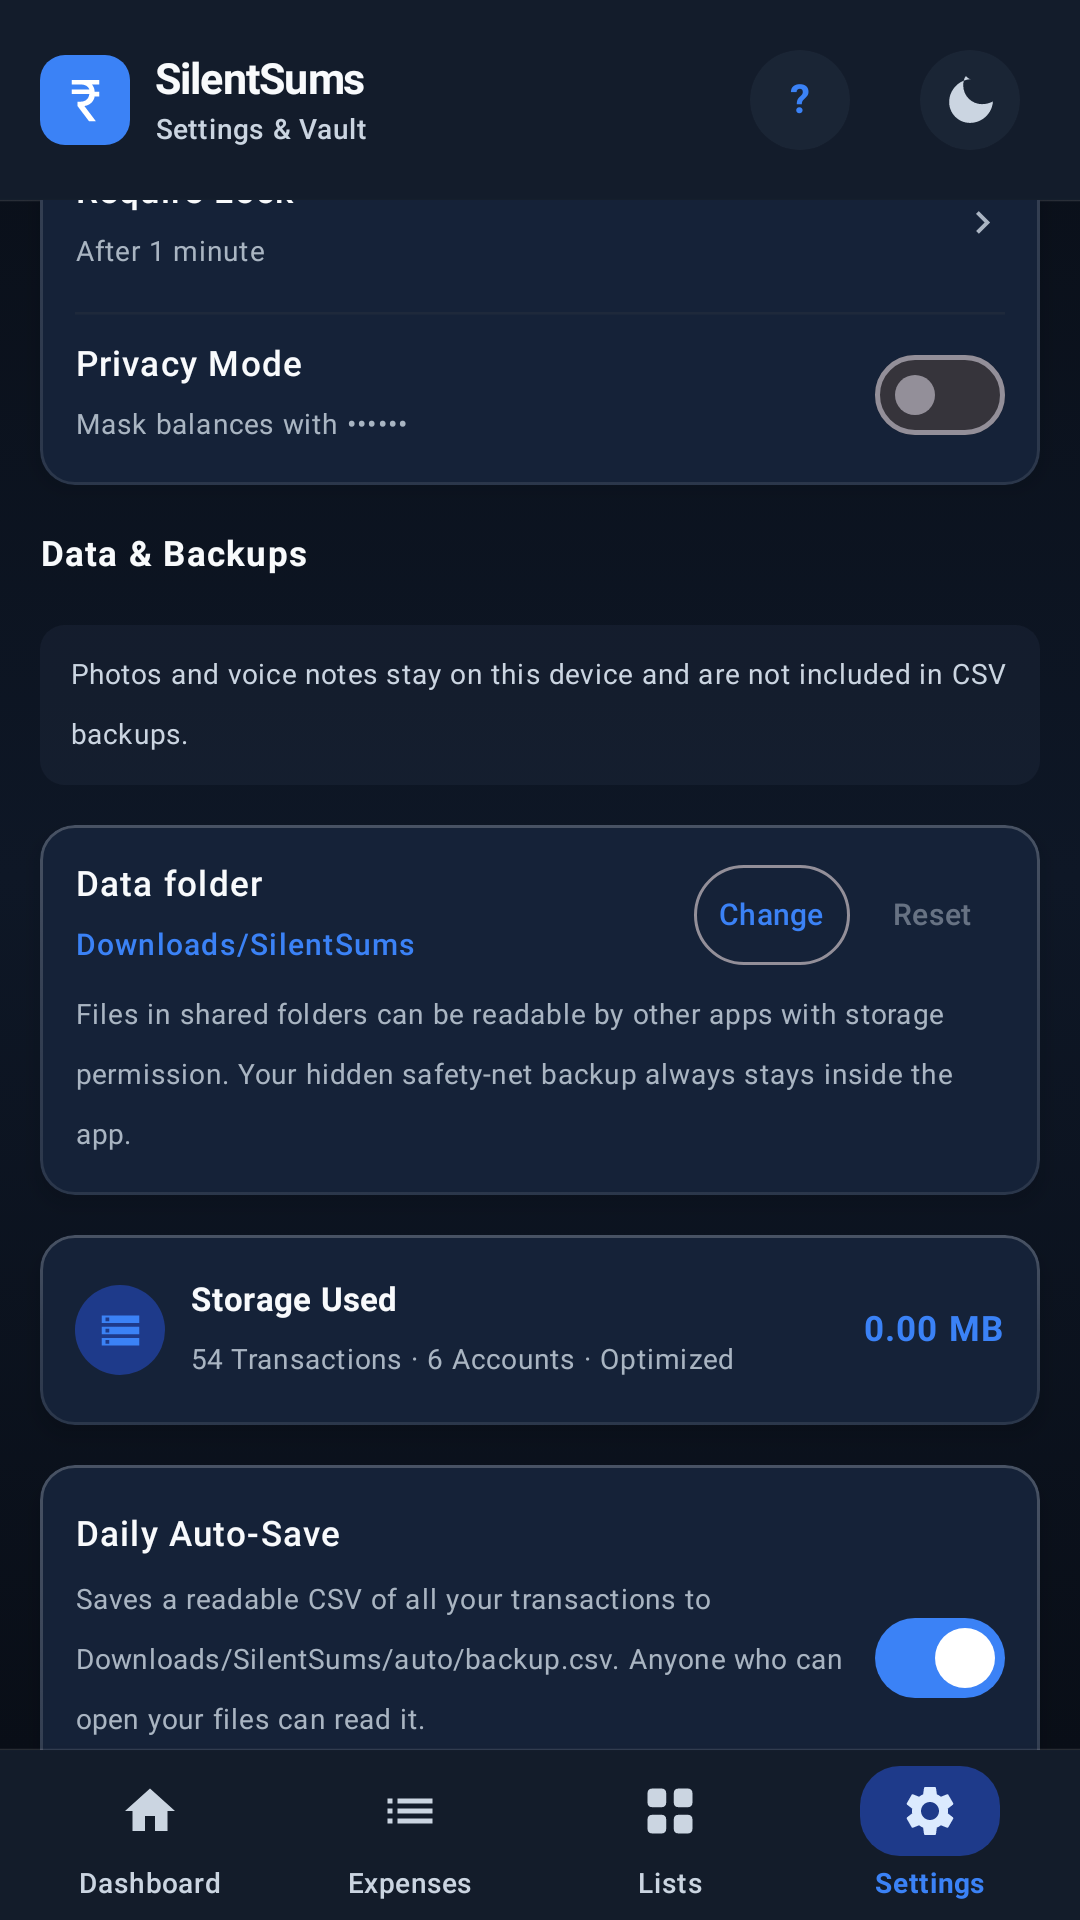 ₹
SilentSums
Settings & Vault
?
Require Lock
After 1 minute
Privacy Mode
Mask balances with ••••••
Data & Backups
Photos and voice notes stay on this device and are not included in CSV
backups.
Data folder
Downloads/SilentSums
Change
Reset
Files in shared folders can be readable by other apps with storage
permission. Your hidden safety-net backup always stays inside the
app.
Storage Used
54 Transactions · 6 Accounts · Optimized
0.00 MB
Daily Auto-Save
Saves a readable CSV of all your transactions to
Downloads/SilentSums/auto/backup.csv. Anyone who can
open your files can read it.
Dashboard
Expenses
Lists
Settings